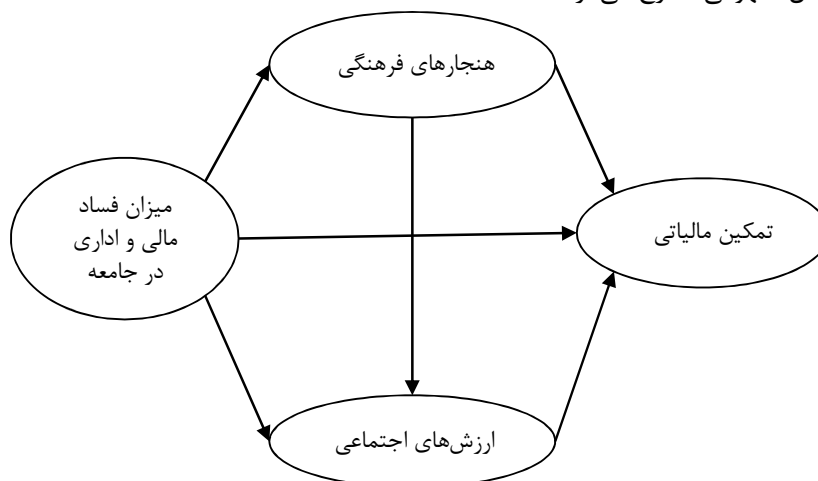 هنجارهای فرهنگی
میزان فساد
مالی و اداری
در جامعه
تمکین مالیاتی
ارزش‌های اجتماعی